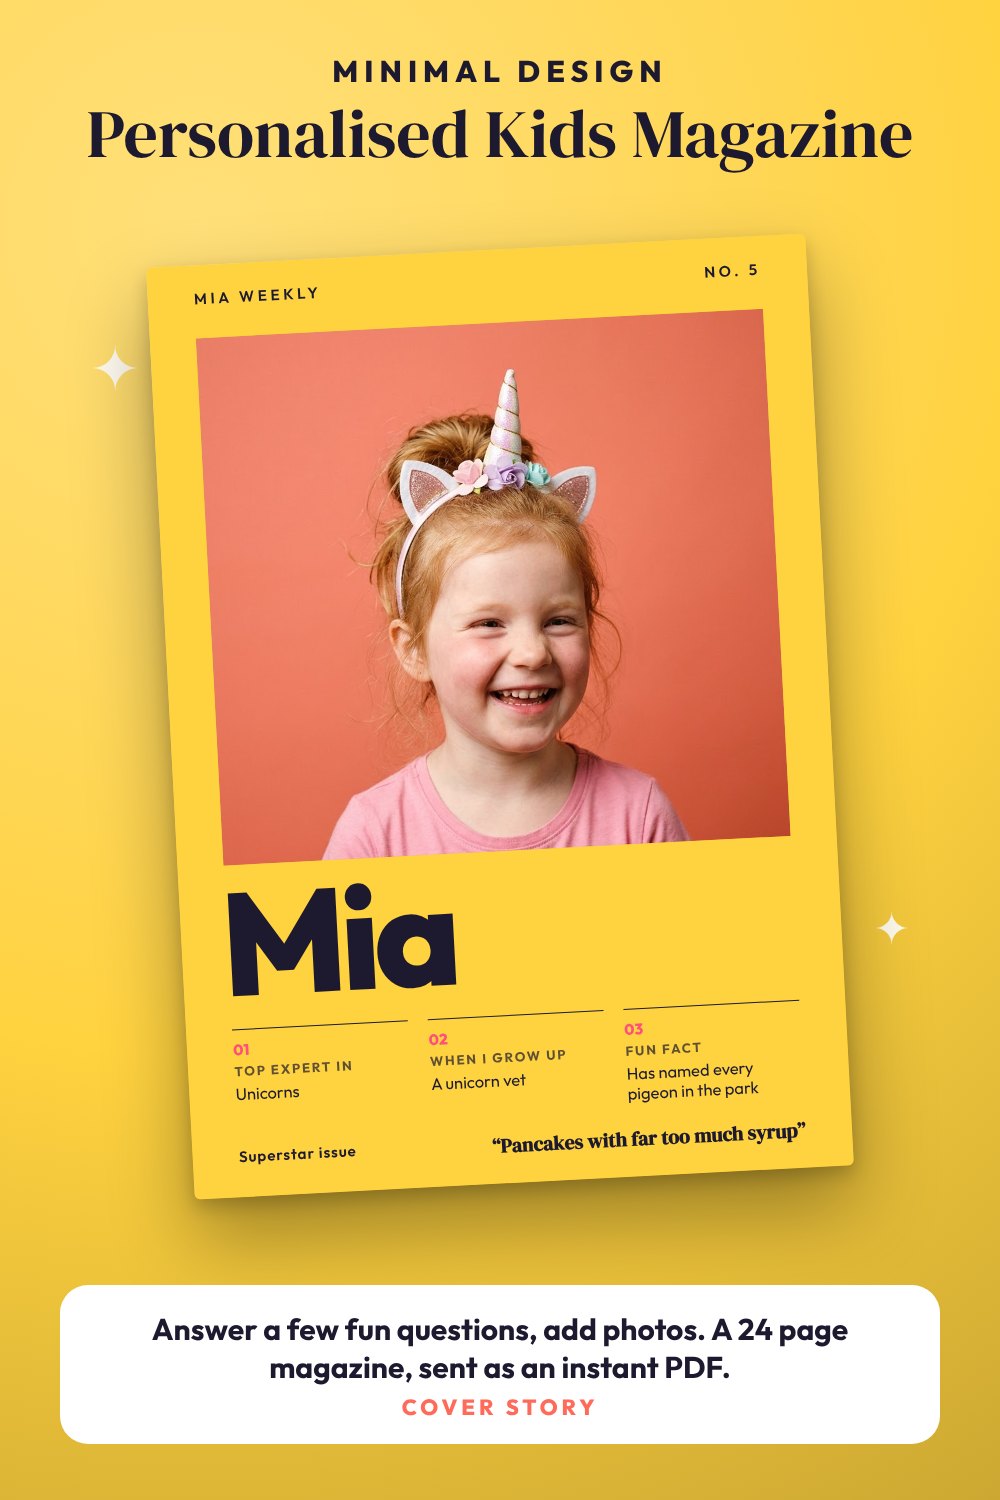 MINIMAL DESIGN
Personalised Kids Magazine
MIA WEEKLY
NO. 5
Mia
01
TOP EXPERT IN
Unicorns
02
WHEN I GROW UP
A unicorn vet
03
FUN FACT
Has named every
pigeon in the park
Superstar issue
“Pancakes with far too much syrup”
Answer a few fun questions, add photos. A 24 page
magazine, sent as an instant PDF.
COVER STORY